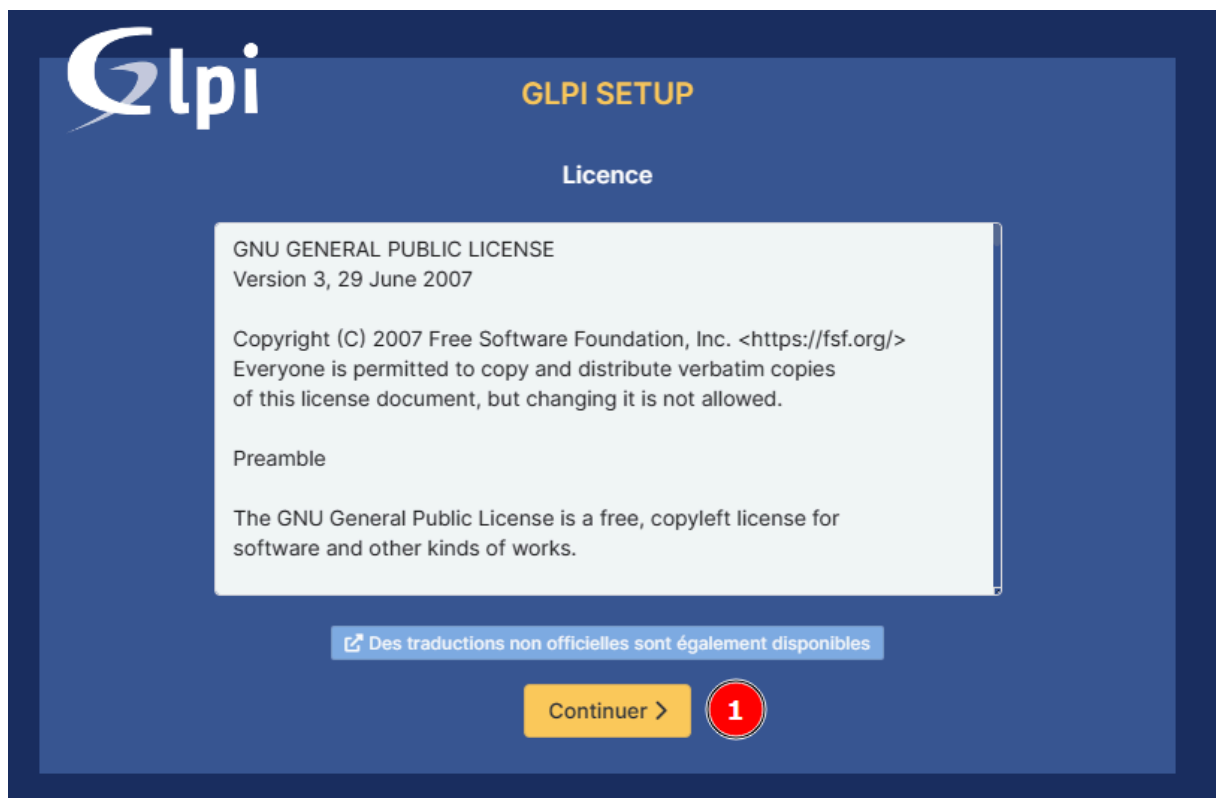 Glpi
GLPI SETUP
Licence
GNU GENERAL PUBLIC LICENSE
Version 3, 29 June 2007
Copyright (C) 2007 Free Software Foundation, Inc. <https://fsf.org/>
Everyone is permitted to copy and distribute verbatim copies
of this license document, but changing it is not allowed.
Preamble
The GNU General Public License is a free, copyleft license for
software and other kinds of works.
Des traductions non officielles sont également disponibles
Continuer >
1